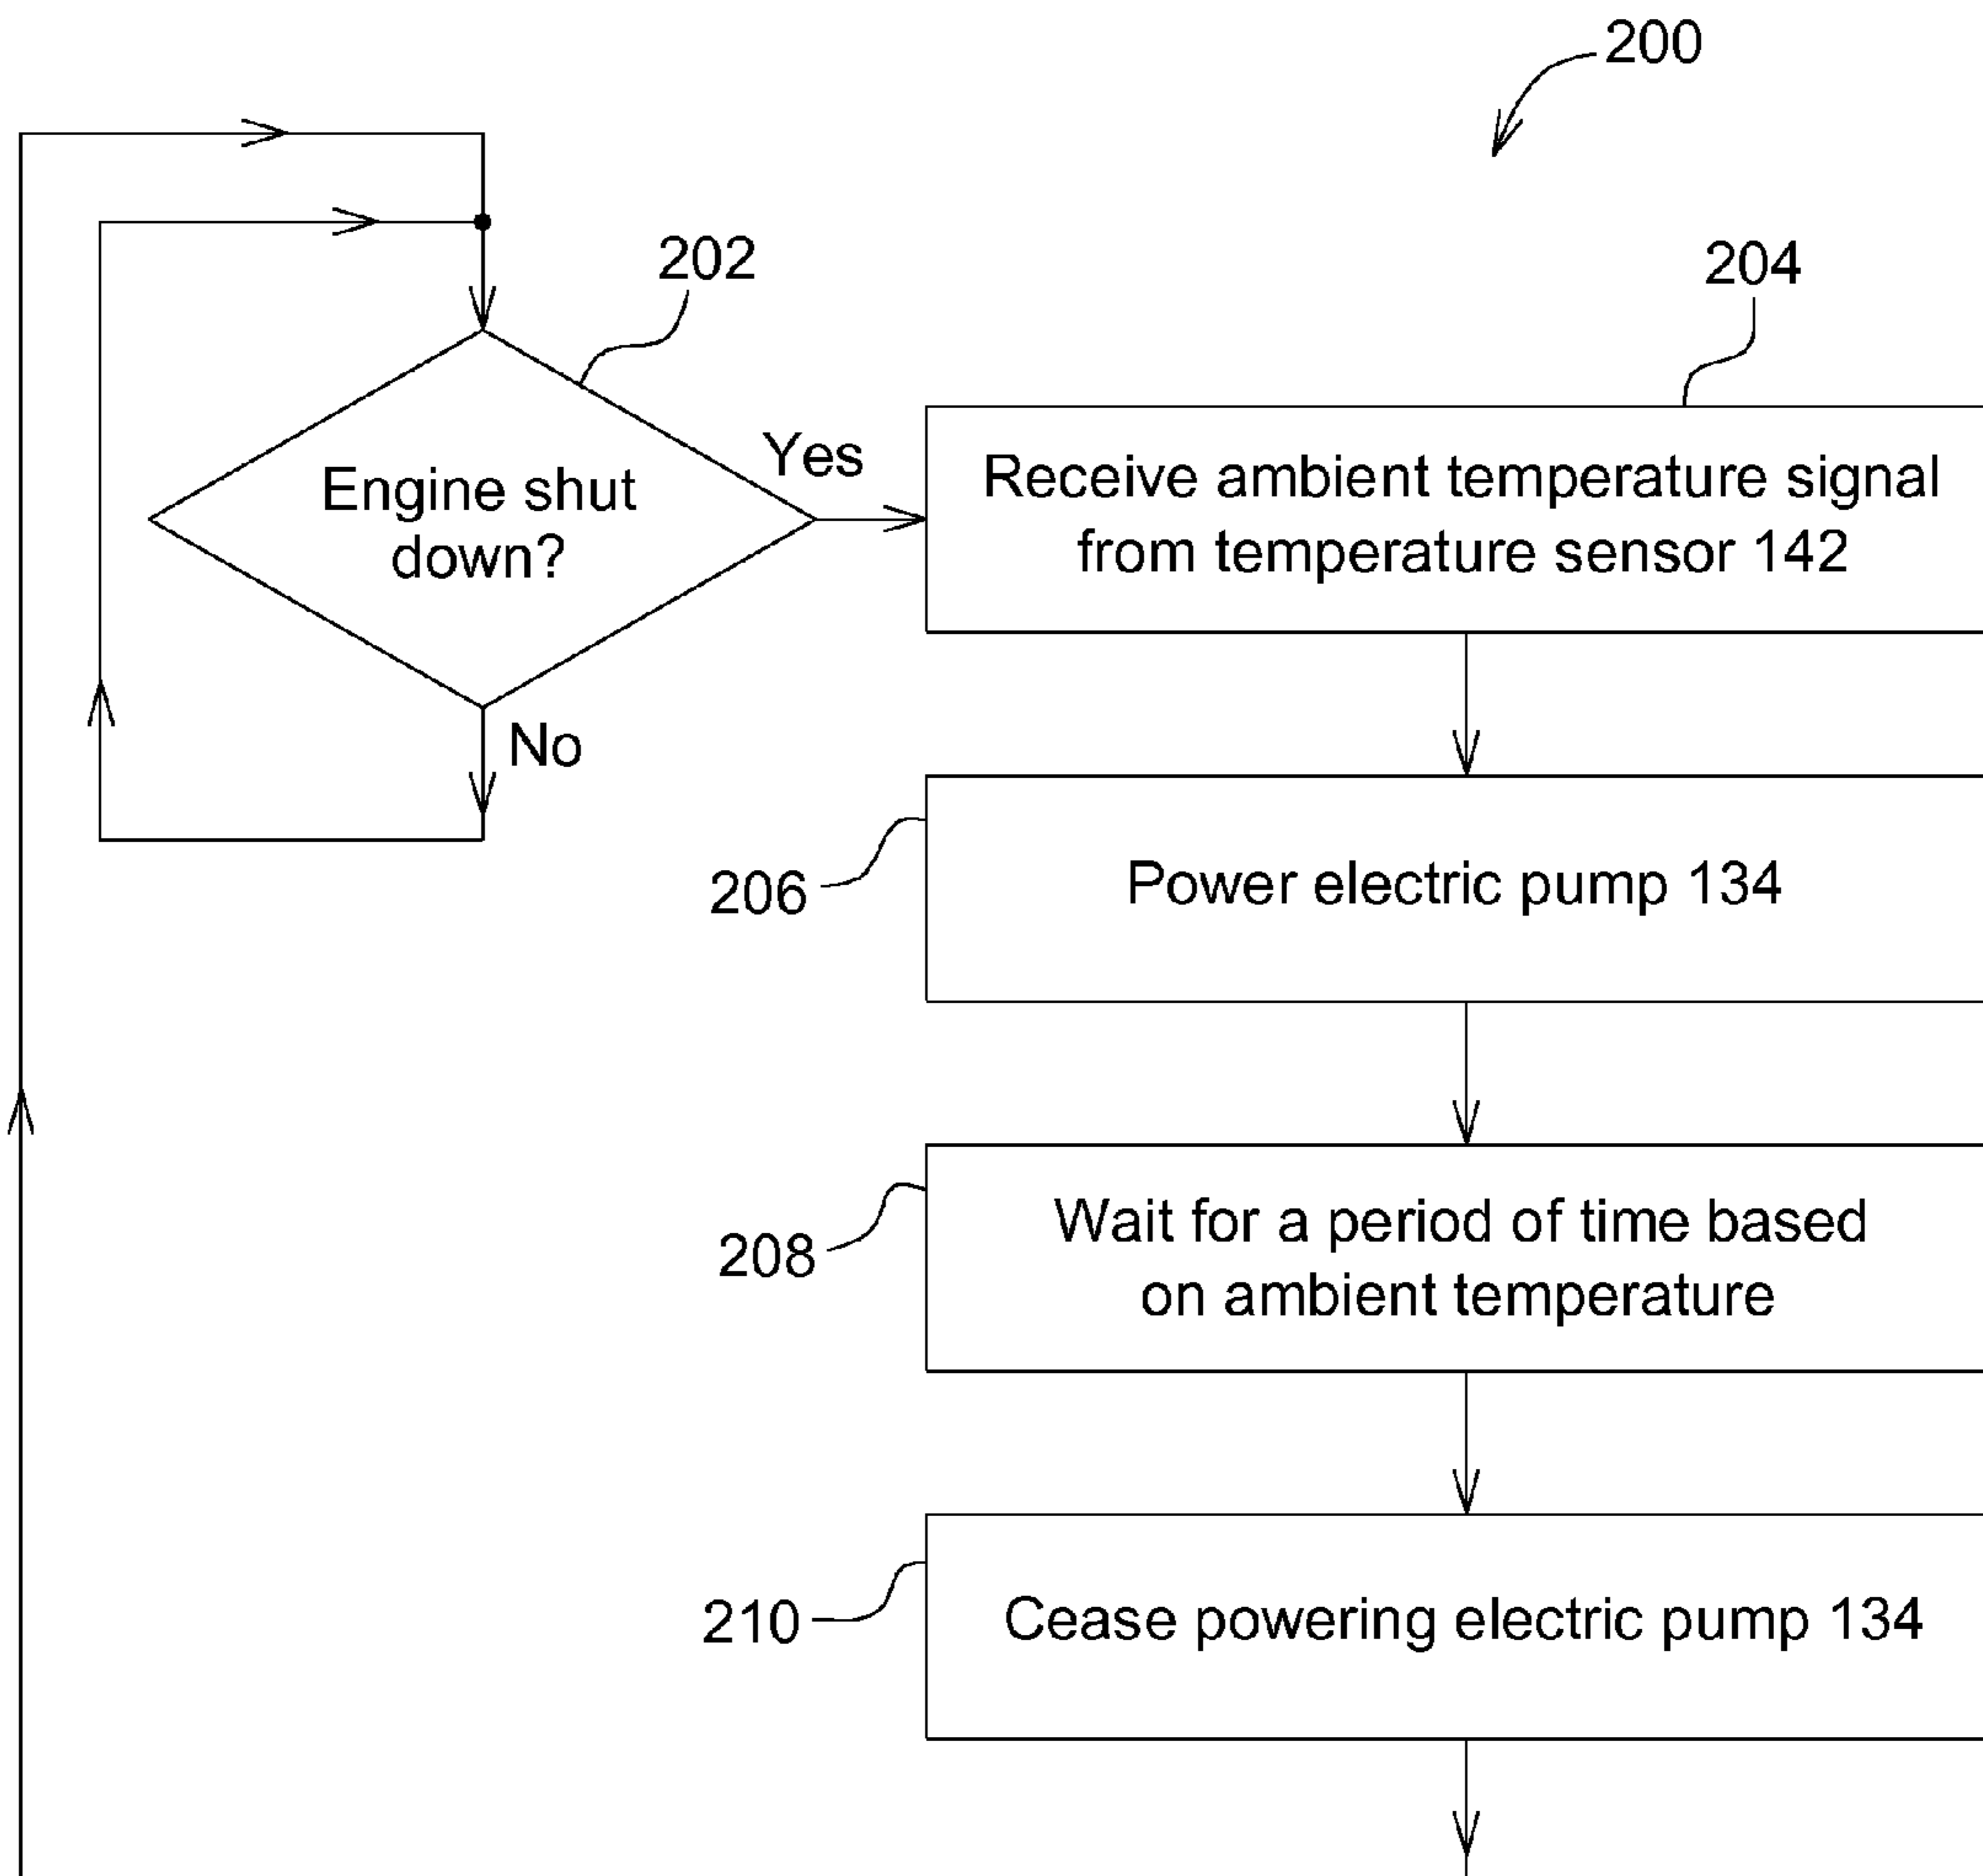 200
202
204
Engine shut
down?
Yes
No
Receive ambient temperature signal
from temperature sensor 142
206
Power electric pump 134
208
Wait for a period of time based
on ambient temperature
210
Cease powering electric pump 134